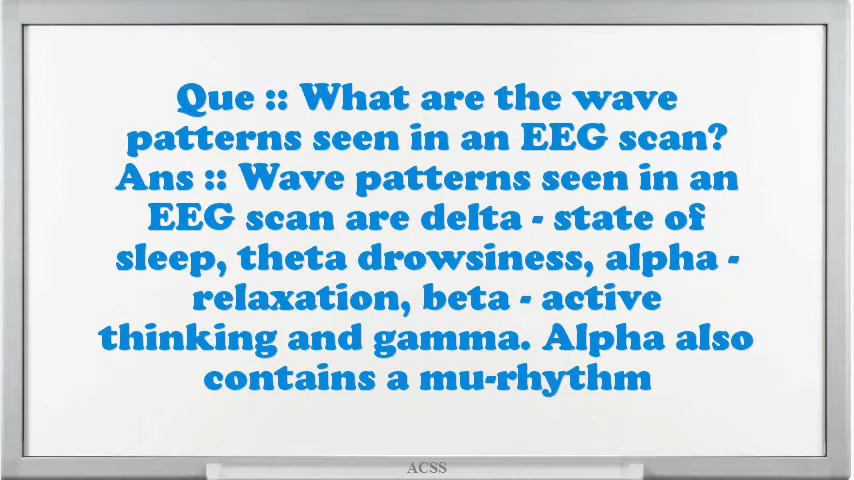 Que :: What are the wave
patterns seen in an EEG scan?
Ans :: Wave patterns seen in an
EEG scan are delta - state of
sleep, theta drowsiness, alpha -
relaxation, beta - active
thinking and gamma. Alpha also
contains a mu-rhythm
ACSS